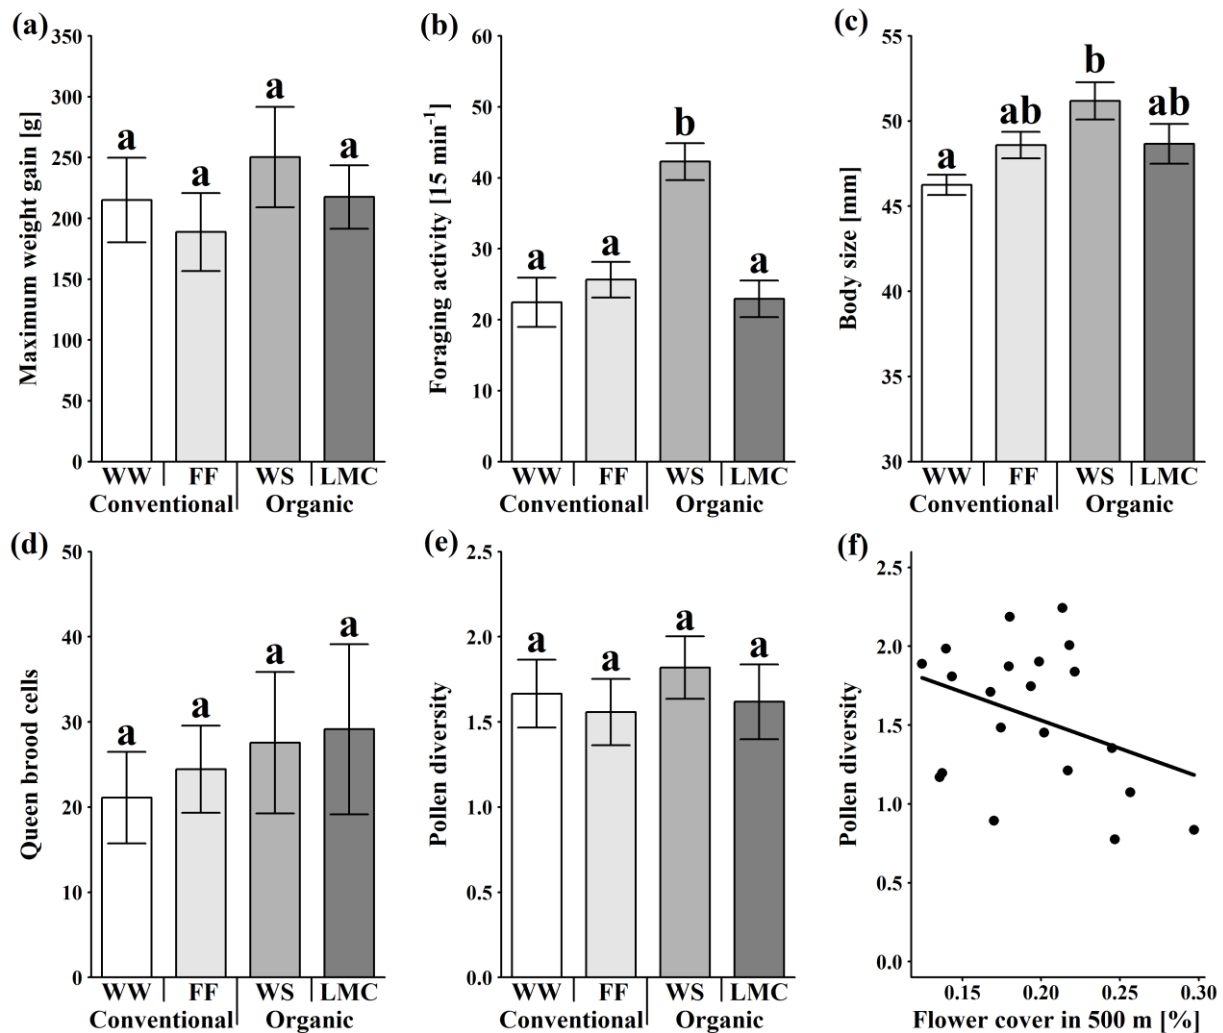 (a)
Maximum weight gain [g]
350
300
250
200
150
100
50
0
a
a
a
a
WW | FF | WS | LMC
Conventional | Organic
(b)
Foraging activity [15 min⁻¹]
60
50
40
30
20
10
0
a
a
b
a
WW | FF | WS | LMC
Conventional | Organic
(c)
Body size [mm]
55
50
45
40
35
30
a
ab
b
ab
WW | FF | WS | LMC
Conventional | Organic
(d)
Queen brood cells
50
40
30
20
10
0
a
a
a
a
WW | FF | WS | LMC
Conventional | Organic
(e)
Pollen diversity
2.5
2.0
1.5
1.0
0.5
0.0
a
a
a
a
WW | FF | WS | LMC
Conventional | Organic
(f)
Pollen diversity
2.5
2.0
1.5
1.0
0.5
0.0
0.15 0.20 0.25 0.30
Flower cover in 500 m [%]